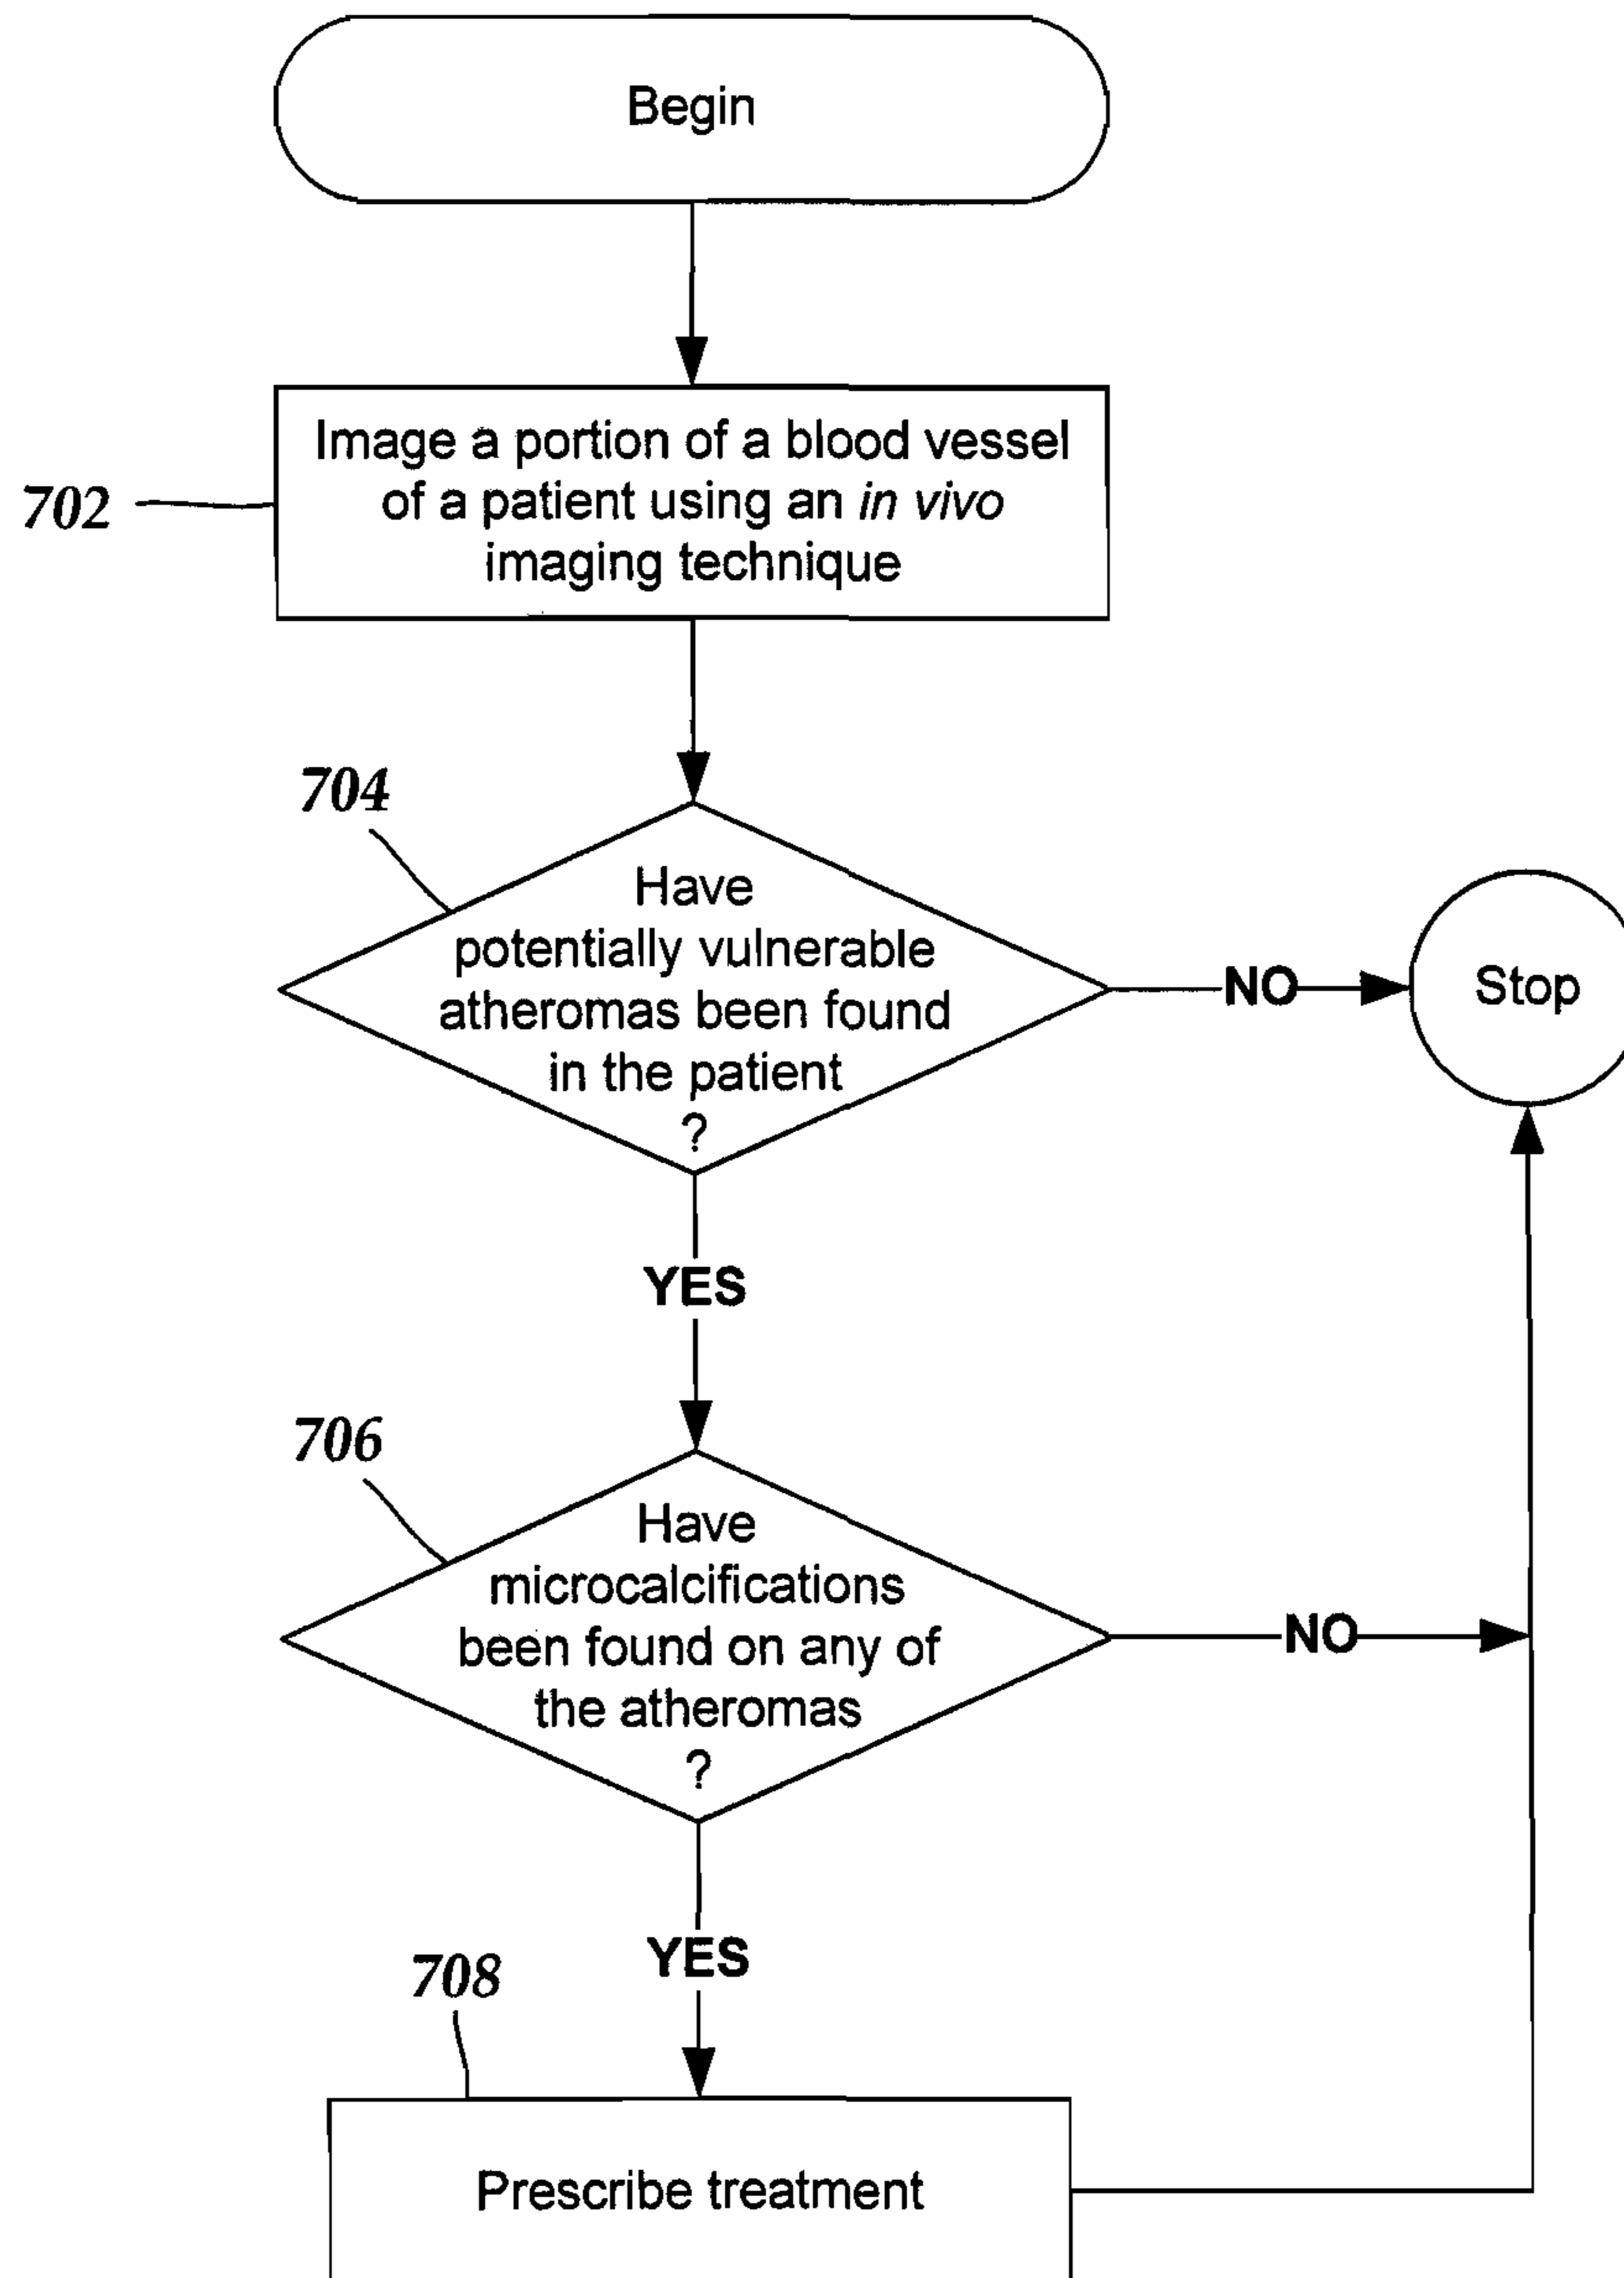 Begin
702
Image a portion of a blood vessel
of a patient using an in vivo
imaging technique
704
Have
potentially vulnerable
atheromas been found
in the patient
?
NO
Stop
YES
706
Have
microcalcifications
been found on any of
the atheromas
?
NO
YES
708
Prescribe treatment